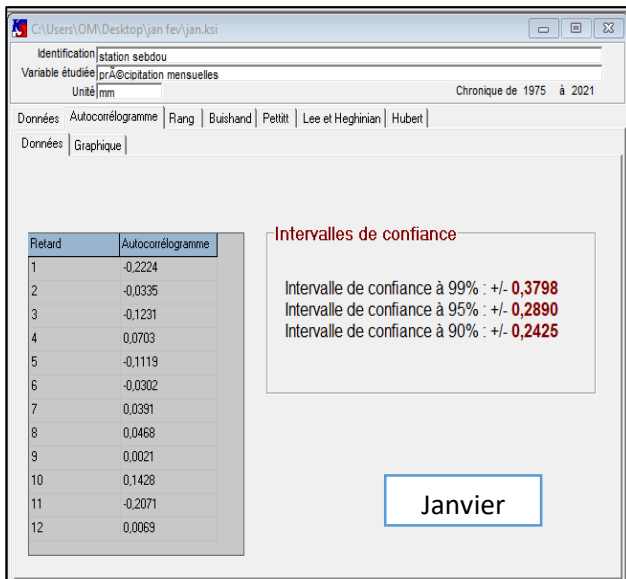 C:\Users\OM\Desktop\jan fev\jan.ksi
Identification station sebdou
Variable étudiée prÃ©cipitation mensuelles
Unité mm Chronique de 1975 à 2021
Données Autocorrélogramme Rang Buishand Pettitt Lee et Heghinian Hubert
Données Graphique
Retard Autocorrélogramme
1 -0,2224
2 -0,0335
3 -0,1231
4 0,0703
5 -0,1119
6 -0,0302
7 0,0391
8 0,0468
9 0,0021
10 0,1428
11 -0,2071
12 0,0069
Intervalles de confiance
Intervalle de confiance à 99% : +/- 0,3798
Intervalle de confiance à 95% : +/- 0,2890
Intervalle de confiance à 90% : +/- 0,2425
Janvier